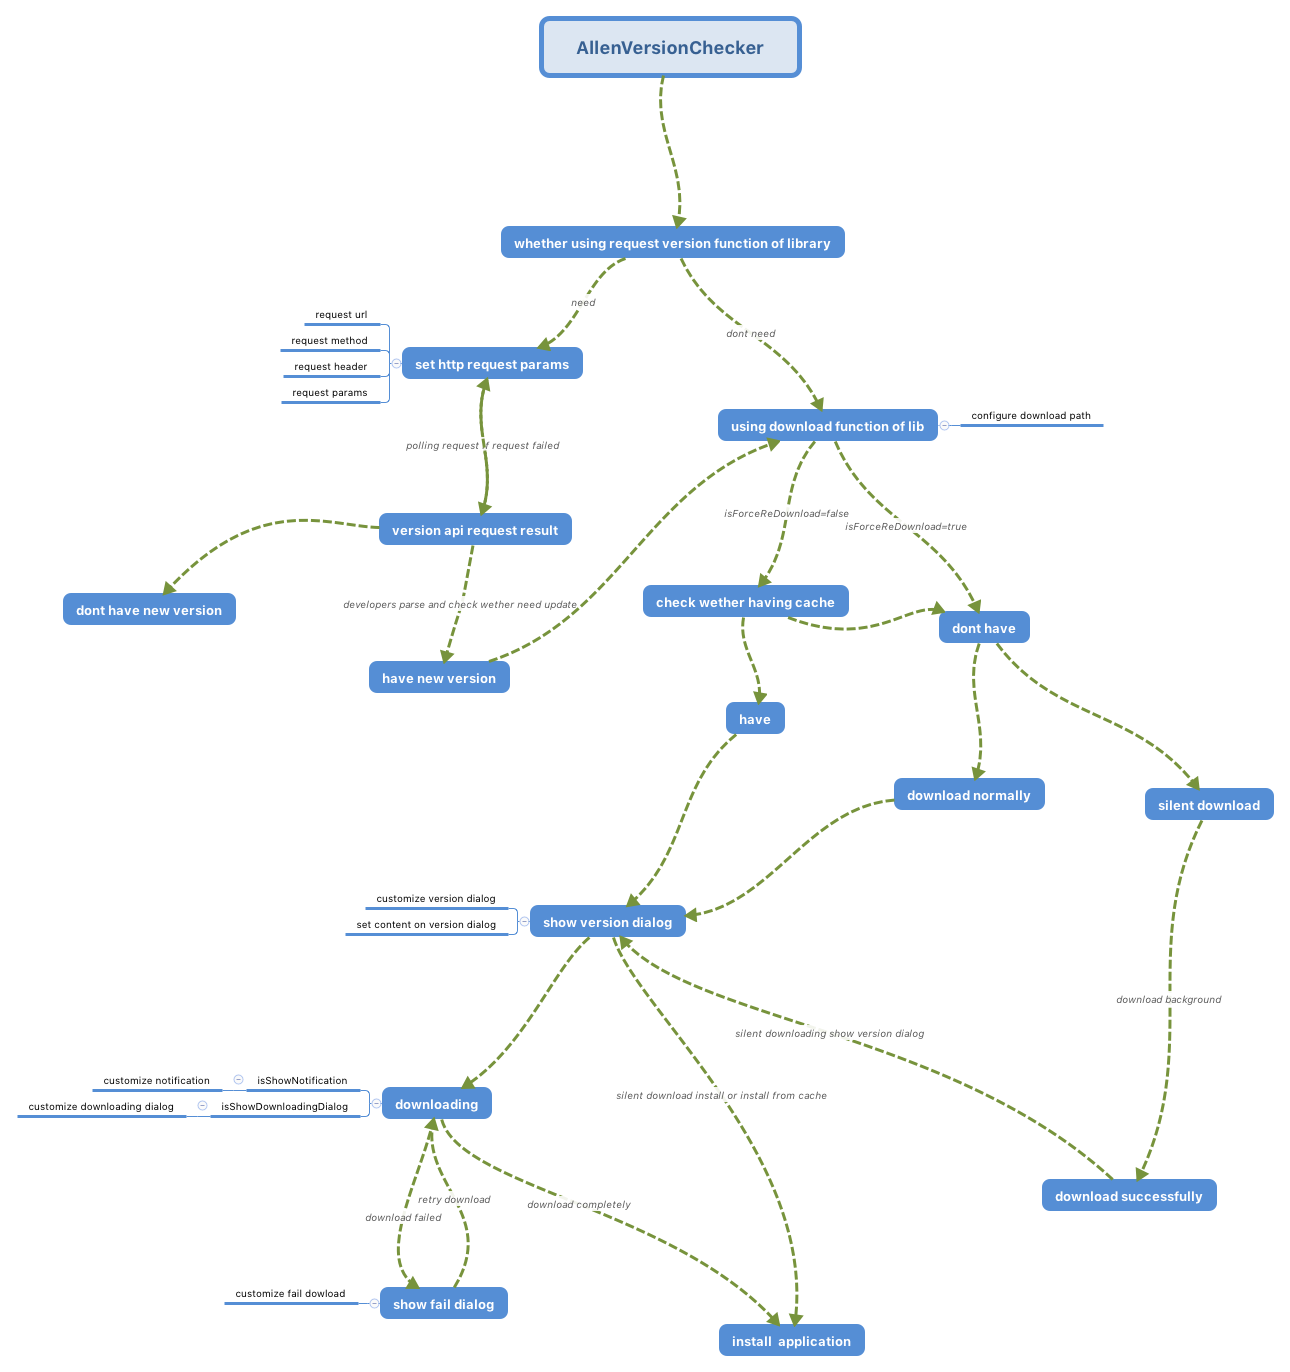 AllenVersionChecker
whether using request version function of library
need
dont need
request url
request method
request header
request params
set http request params
using download function of lib
configure download path
polling request if request failed
isForceReDownload=false
isForceReDownload=true
version api request result
dont have new version
developers parse and check wether need update
check wether having cache
dont have
have new version
have
download normally
silent download
customize version dialog
set content on version dialog
show version dialog
download background
silent downloading show version dialog
customize notification
isShowNotification
customize downloading dialog
isShowDownloadingDialog
downloading
silent download install or install from cache
retry download
download failed
download completely
download successfully
customize fail dowload
show fail dialog
install application